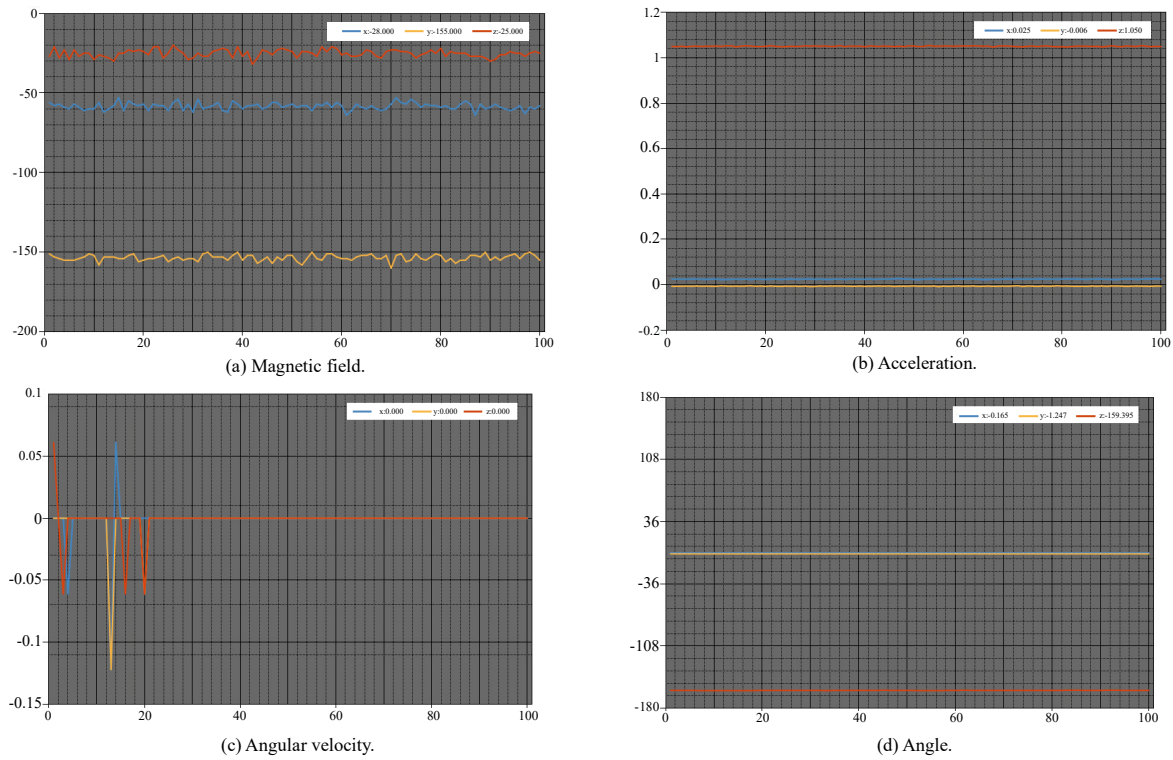 0
-50
-100
-150
-200
x:-28.000 y:-155.000 z:-25.000
0 20 40 60 80 100
(a) Magnetic field.
1.2
1
0.8
0.6
0.4
0.2
0
-0.2
x:0.025 y:-0.006 z:1.050
0 20 40 60 80 100
(b) Acceleration.
0.1
0.05
0
-0.05
-0.1
-0.15
x:0.000 y:0.000 z:0.000
0 20 40 60 80 100
(c) Angular velocity.
180
108
36
-36
-108
-180
x:-0.165 y:-1.247 z:-159.395
0 20 40 60 80 100
(d) Angle.